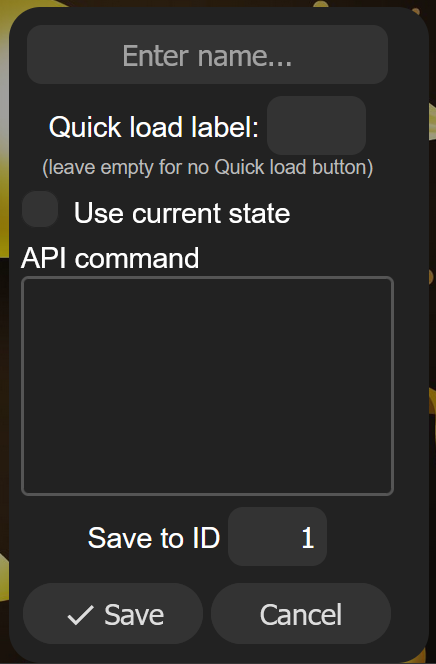 Enter name...
Quick load label:
(leave empty for no Quick load button)
Use current state
API command
Save to ID 1
Save Cancel